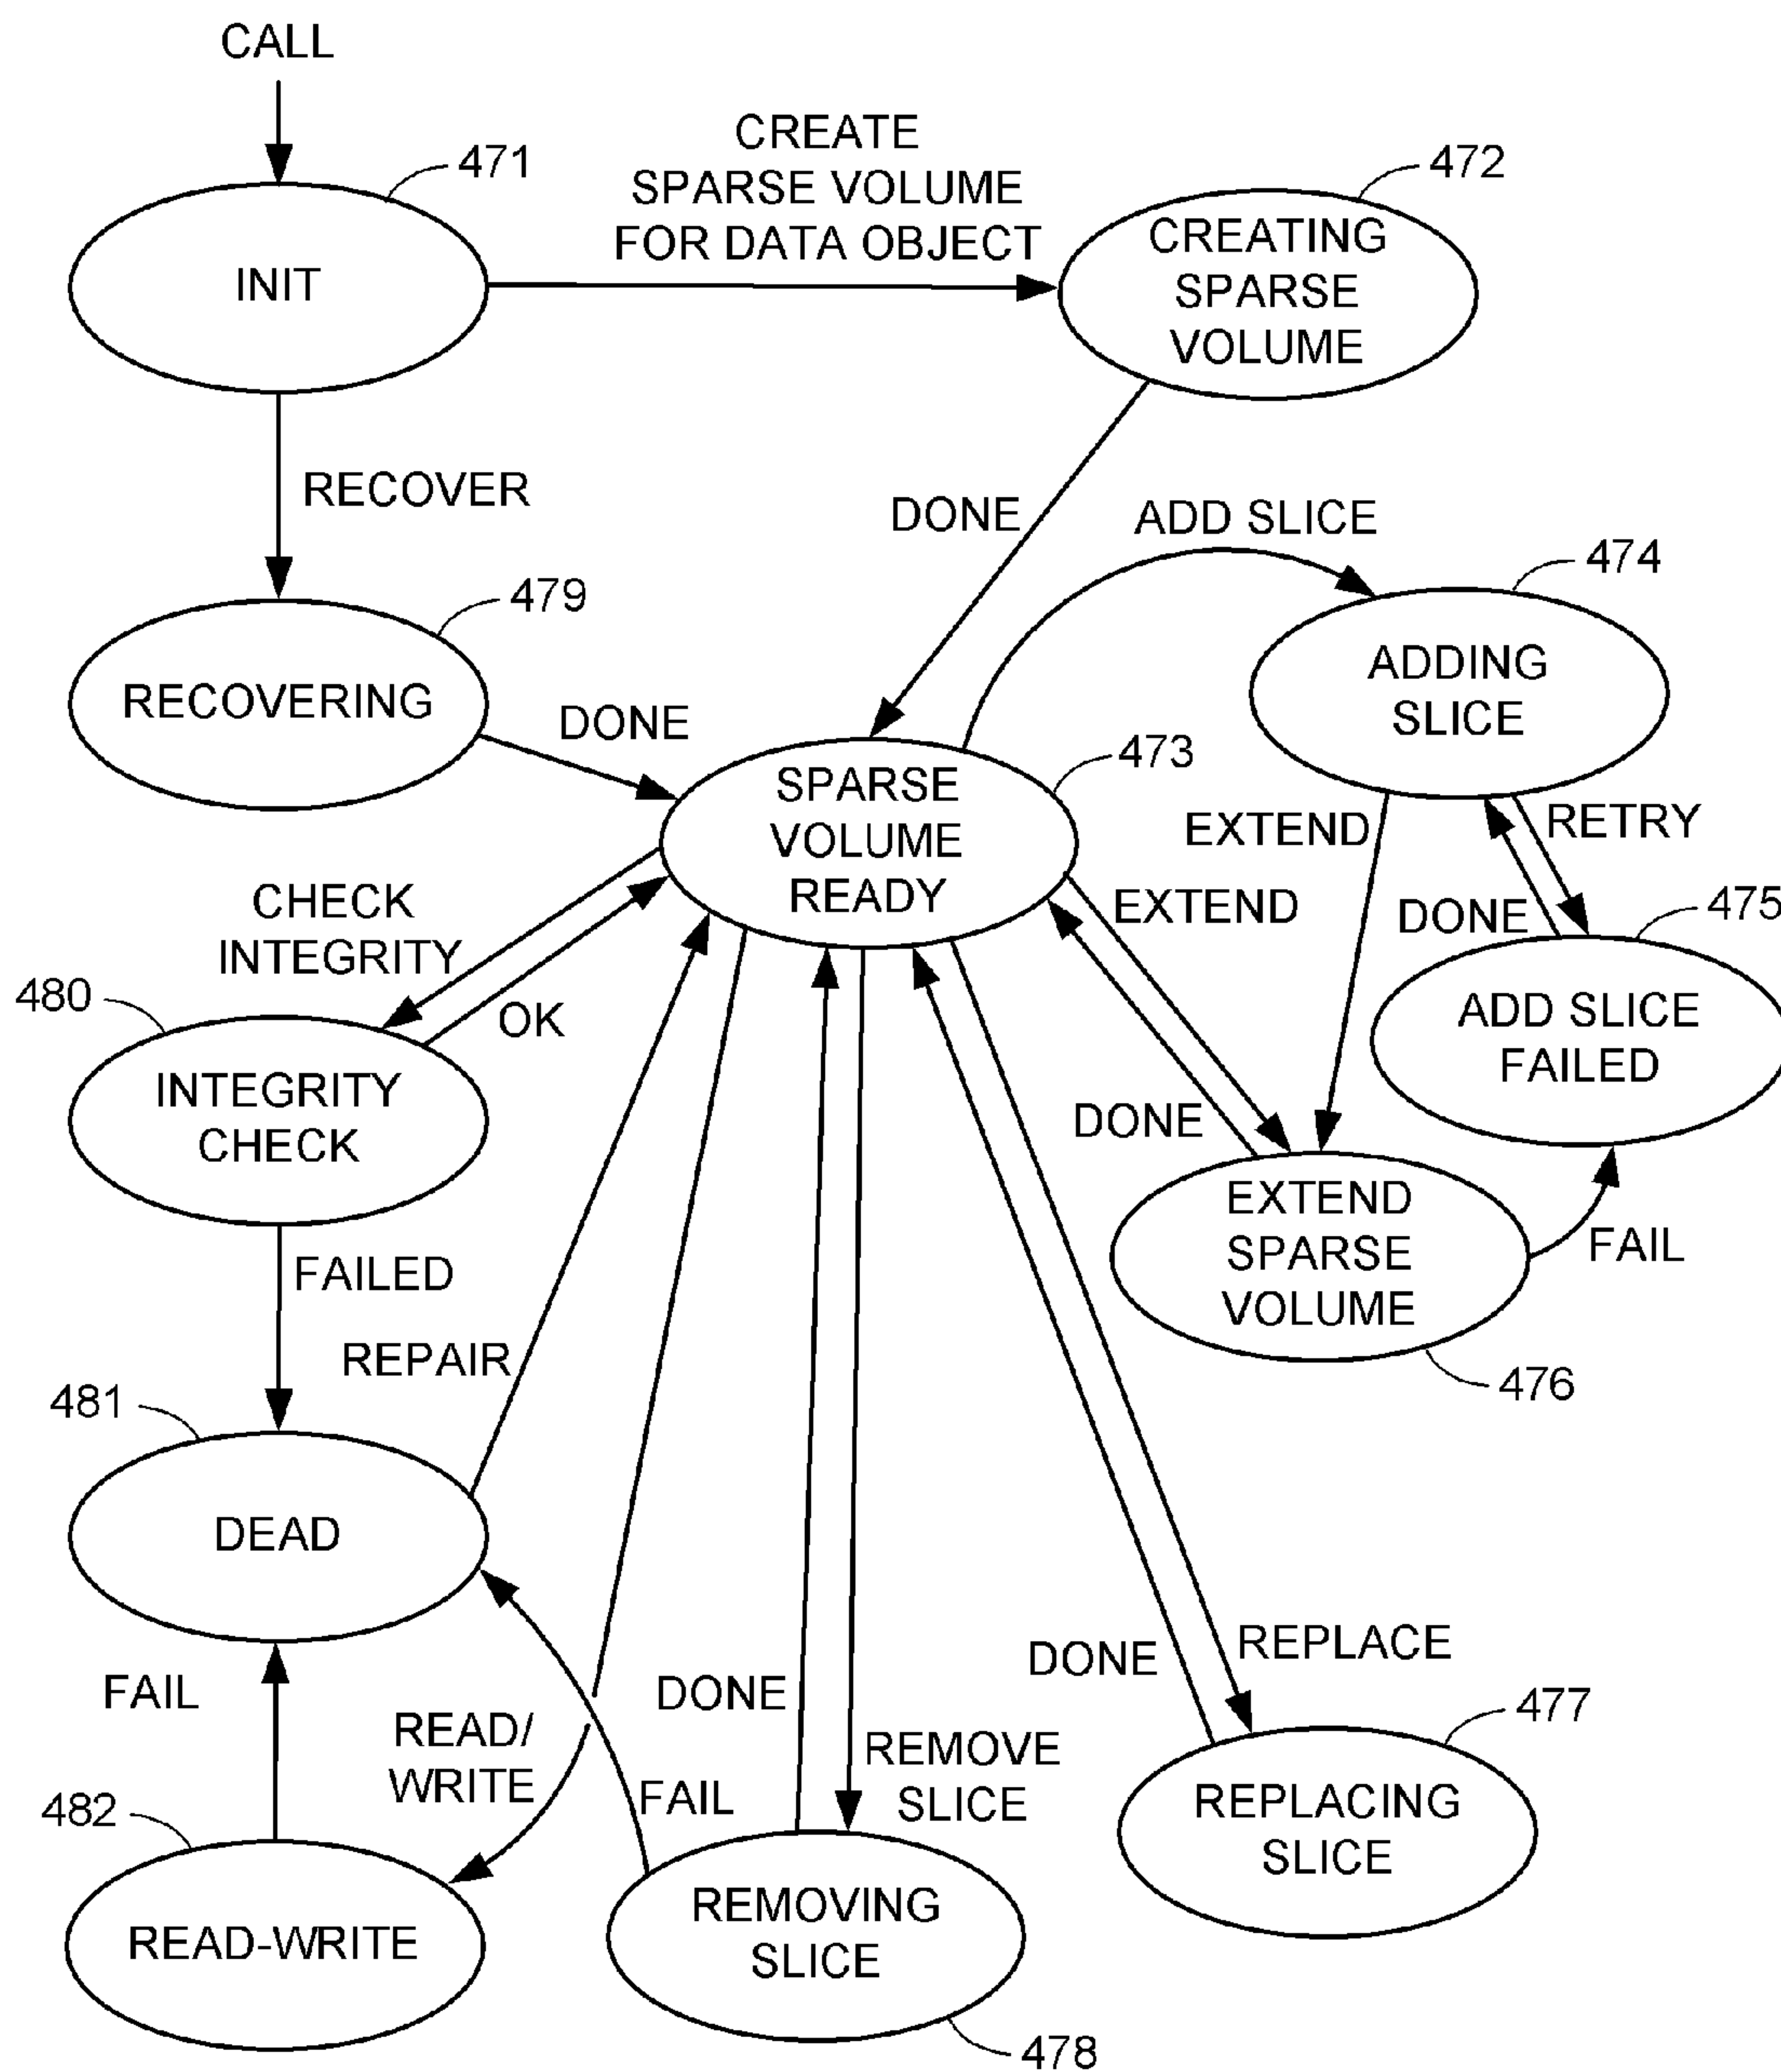 CALL
471
INIT
CREATE
SPARSE VOLUME
FOR DATA OBJECT
472
CREATING
SPARSE
VOLUME
RECOVER
DONE
ADD SLICE
474
479
RECOVERING
DONE
ADDING
SLICE
473
SPARSE
VOLUME
READY
EXTEND
RETRY
EXTEND
DONE
475
CHECK
INTEGRITY
480
OK
ADD SLICE
FAILED
INTEGRITY
CHECK
DONE
EXTEND
SPARSE
VOLUME
FAIL
476
FAILED
REPAIR
481
DEAD
FAIL
READ/
WRITE
DONE
REMOVE
SLICE
FAIL
DONE
REPLACE
477
482
READ-WRITE
REMOVING
SLICE
REPLACING
SLICE
478